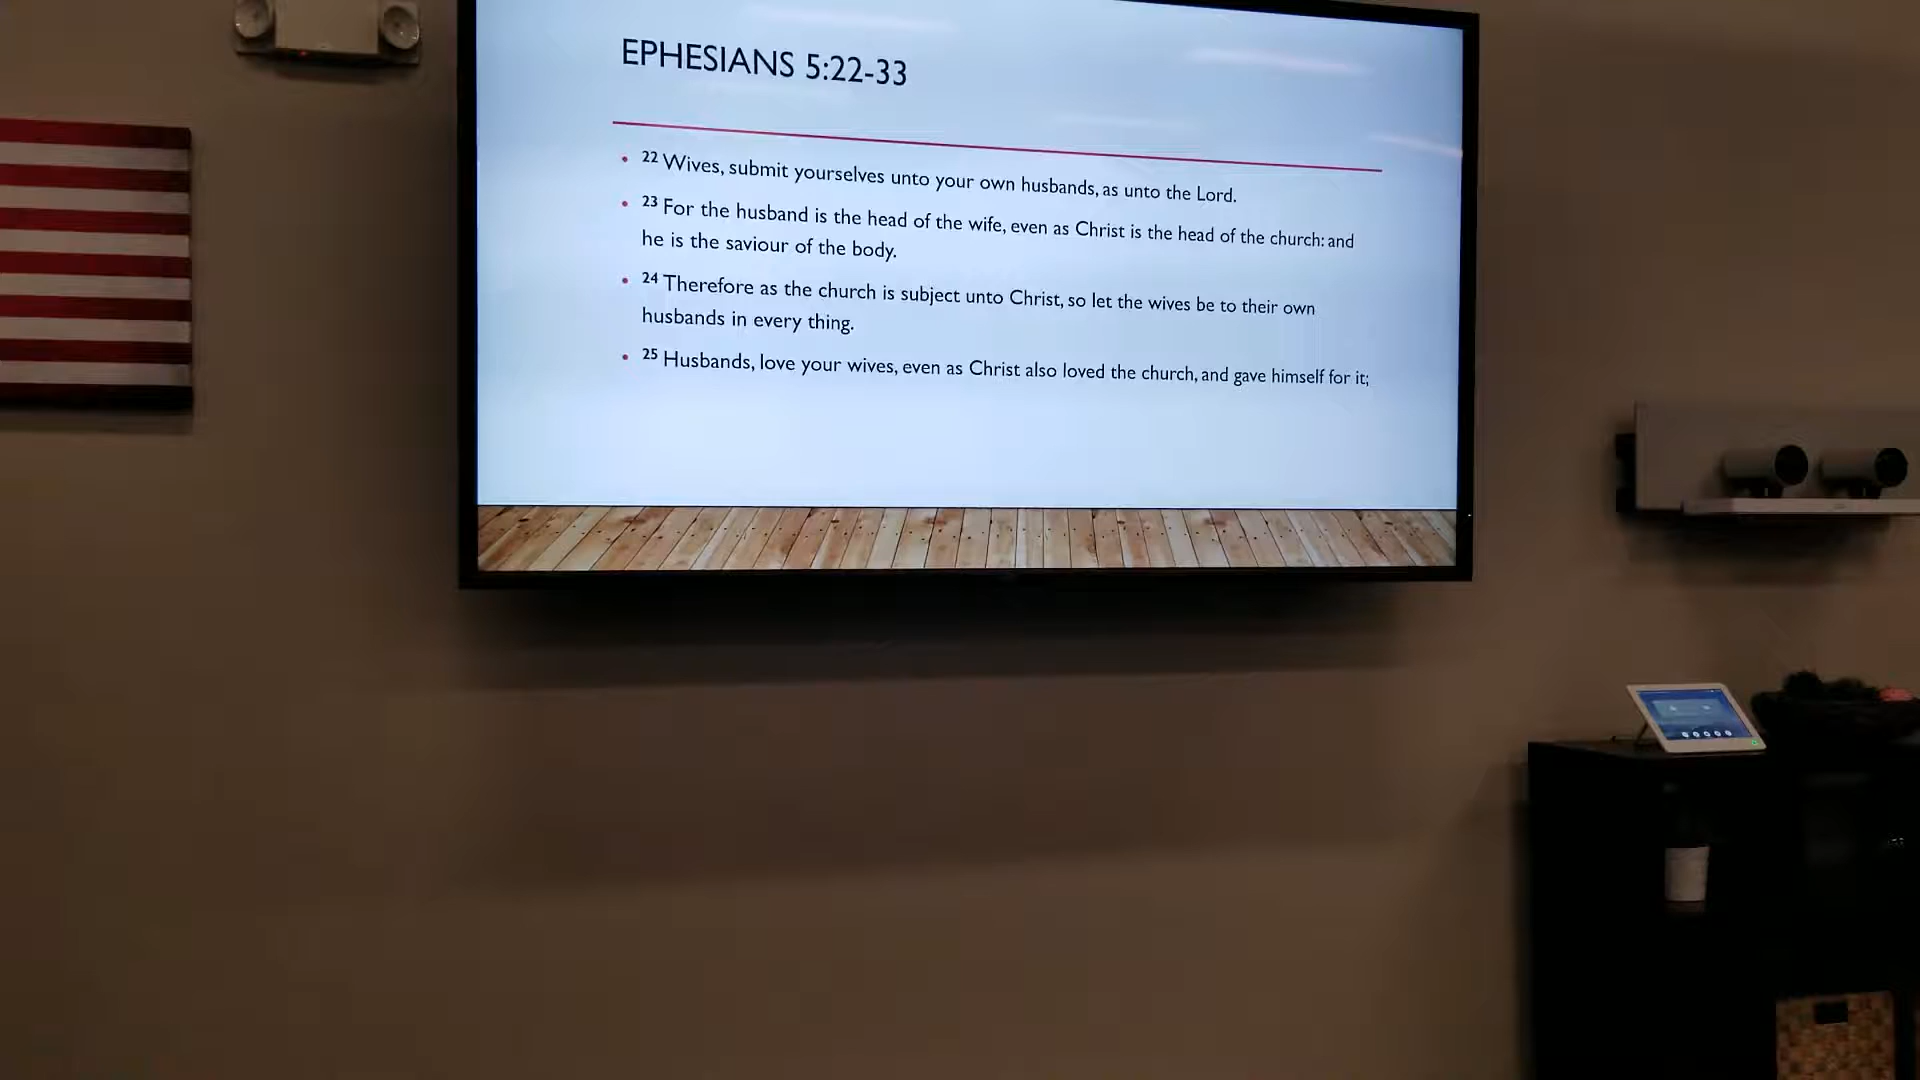 EPHESIANS 5:22-33
• 22 Wives, submit yourselves unto your own husbands, as unto the Lord.
• 23 For the husband is the head of the wife, even as Christ is the head of the church: and
he is the saviour of the body.
• 24 Therefore as the church is subject unto Christ, so let the wives be to their own
husbands in every thing.
• 25 Husbands, love your wives, even as Christ also loved the church, and gave himself for it;